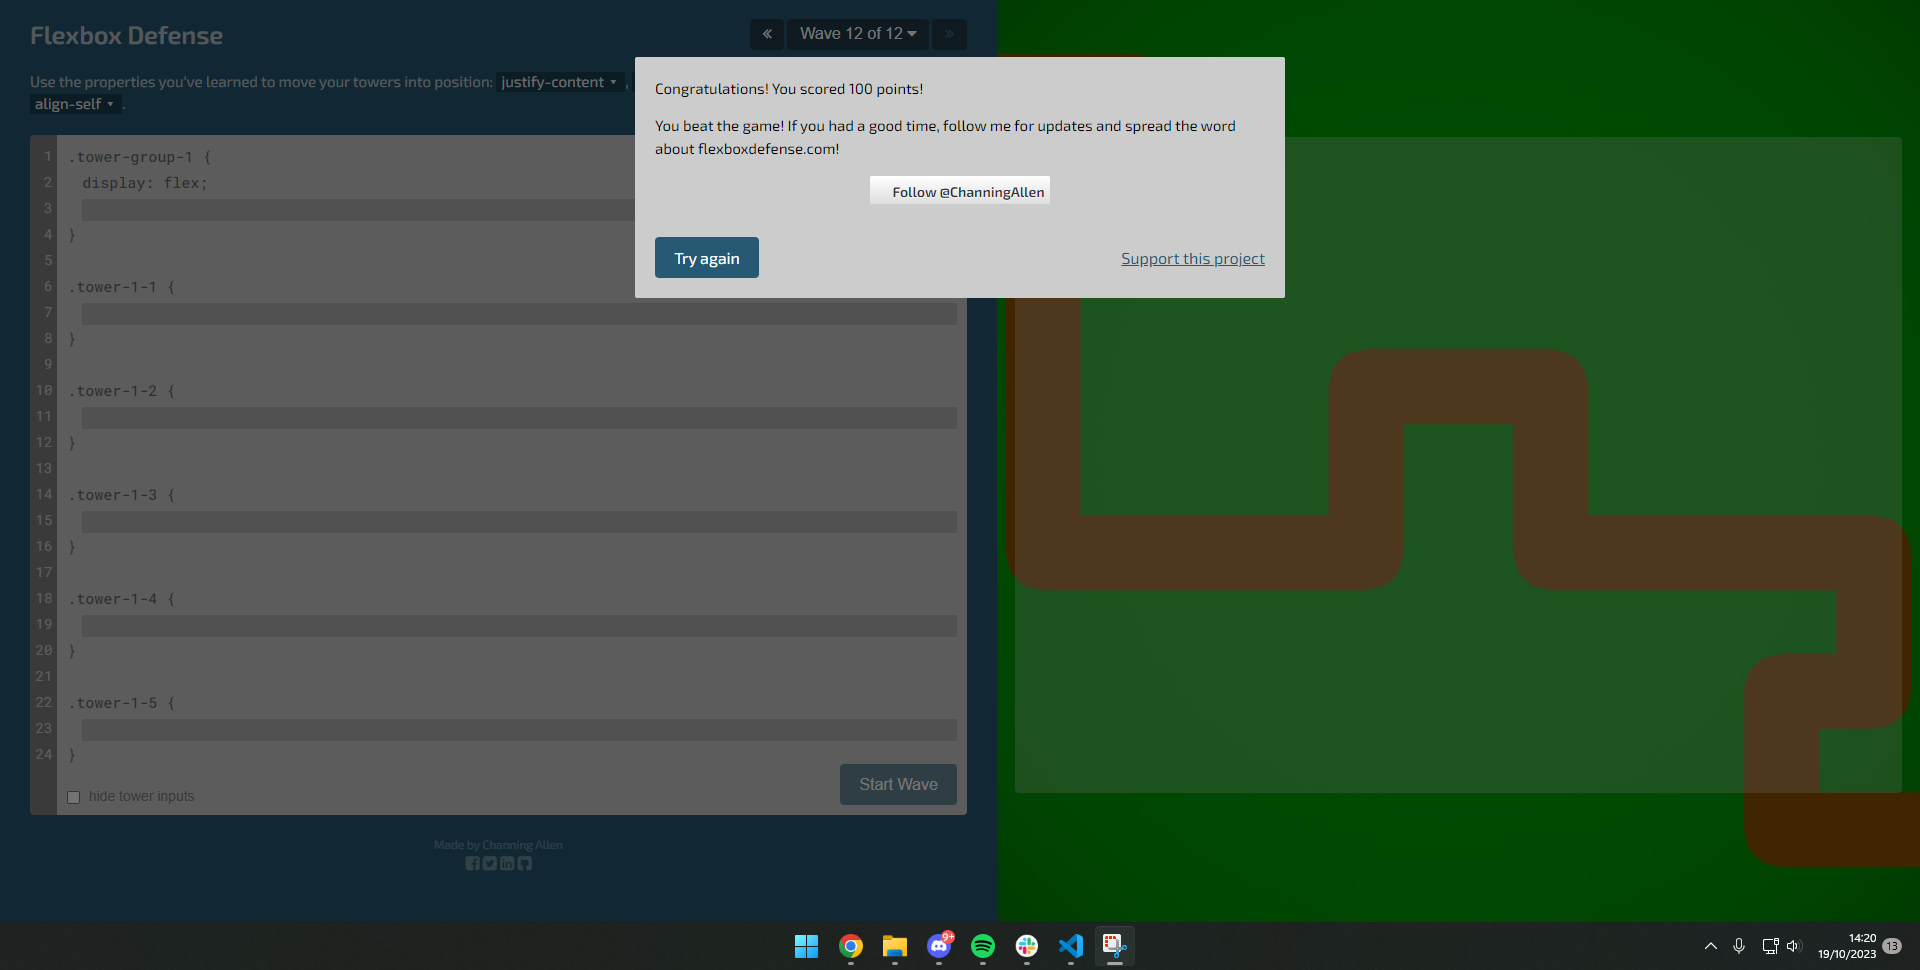 Flexbox Defense
«
Wave 12 of 12
»
Use the properties you've learned to move your towers into position: justify-content ,
align-self .
Congratulations! You scored 100 points!
You beat the game! If you had a good time, follow me for updates and spread the word
about flexboxdefense.com!
Follow @ChanningAllen
Try again
Support this project
1 .tower-group-1 {
2 display: flex;
3
4 }
5
6 .tower-1-1 {
7
8 }
9
10 .tower-1-2 {
11
12 }
13
14 .tower-1-3 {
15
16 }
17
18 .tower-1-4 {
19
20 }
21
22 .tower-1-5 {
23
24 }
hide tower inputs
Start Wave
Made by Channing Allen
9+
14:20
19/10/2023
13